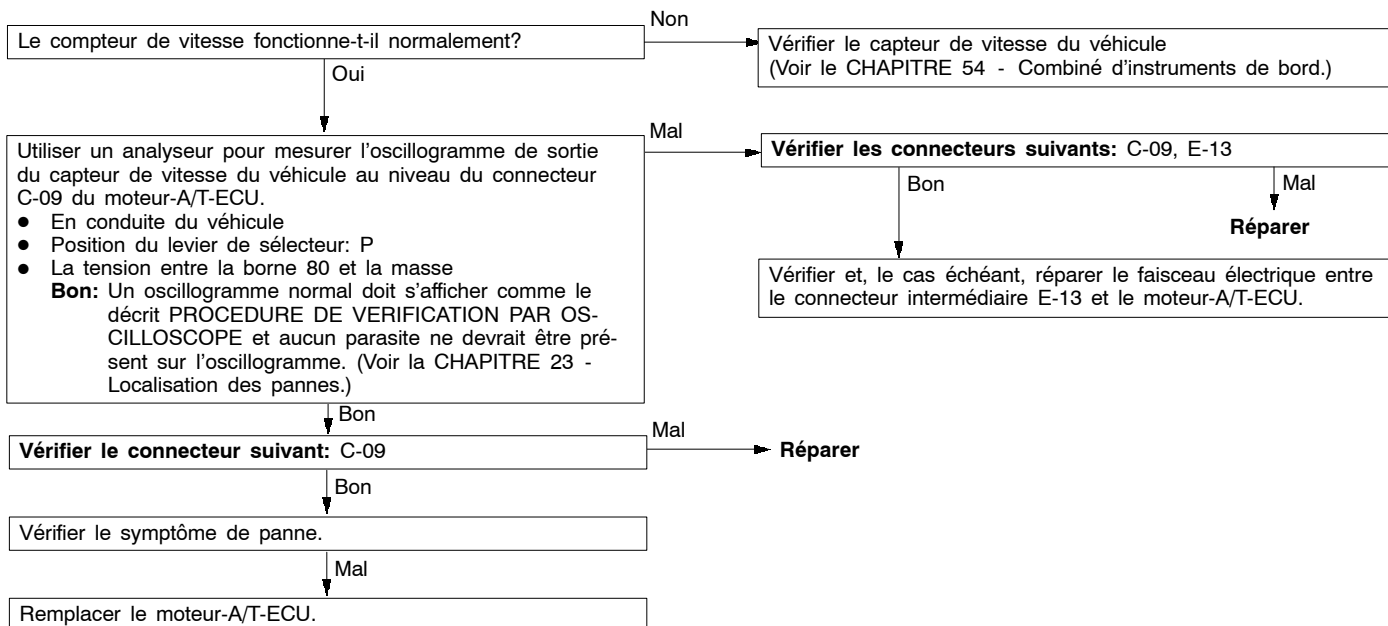 Le compteur de vitesse fonctionne-t-il normalement?
Non
Vérifier le capteur de vitesse du véhicule
(Voir le CHAPITRE 54 - Combiné d'instruments de bord.)
Oui
Utiliser un analyseur pour mesurer l'oscillogramme de sortie
du capteur de vitesse du véhicule au niveau du connecteur
C-09 du moteur-A/T-ECU.
● En conduite du véhicule
● Position du levier de sélecteur: P
● La tension entre la borne 80 et la masse
Bon: Un oscillogramme normal doit s'afficher comme le
décrit PROCEDURE DE VERIFICATION PAR OS-
CILLOSCOPE et aucun parasite ne devrait être pré-
sent sur l'oscillogramme. (Voir la CHAPITRE 23 -
Localisation des pannes.)
Mal
Vérifier les connecteurs suivants: C-09, E-13
Bon
Mal
Réparer
Vérifier et, le cas échéant, réparer le faisceau électrique entre
le connecteur intermédiaire E-13 et le moteur-A/T-ECU.
Bon
Vérifier le connecteur suivant: C-09
Mal
Réparer
Bon
Vérifier le symptôme de panne.
Mal
Remplacer le moteur-A/T-ECU.